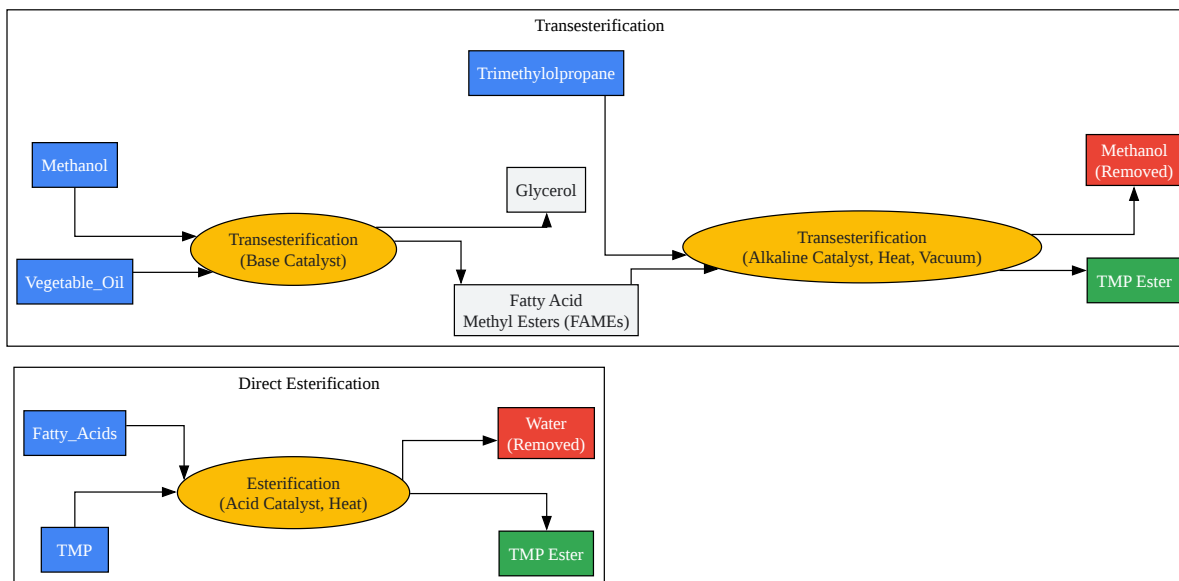 Transesterification
Trimethylolpropane
Methanol
Methanol
(Removed)
Glycerol
Transesterification
(Base Catalyst)
Transesterification
(Alkaline Catalyst, Heat, Vacuum)
Vegetable_Oil
TMP Ester
Fatty Acid
Methyl Esters (FAMEs)
Direct Esterification
Fatty_Acids
Water
(Removed)
Esterification
(Acid Catalyst, Heat)
TMP
TMP Ester